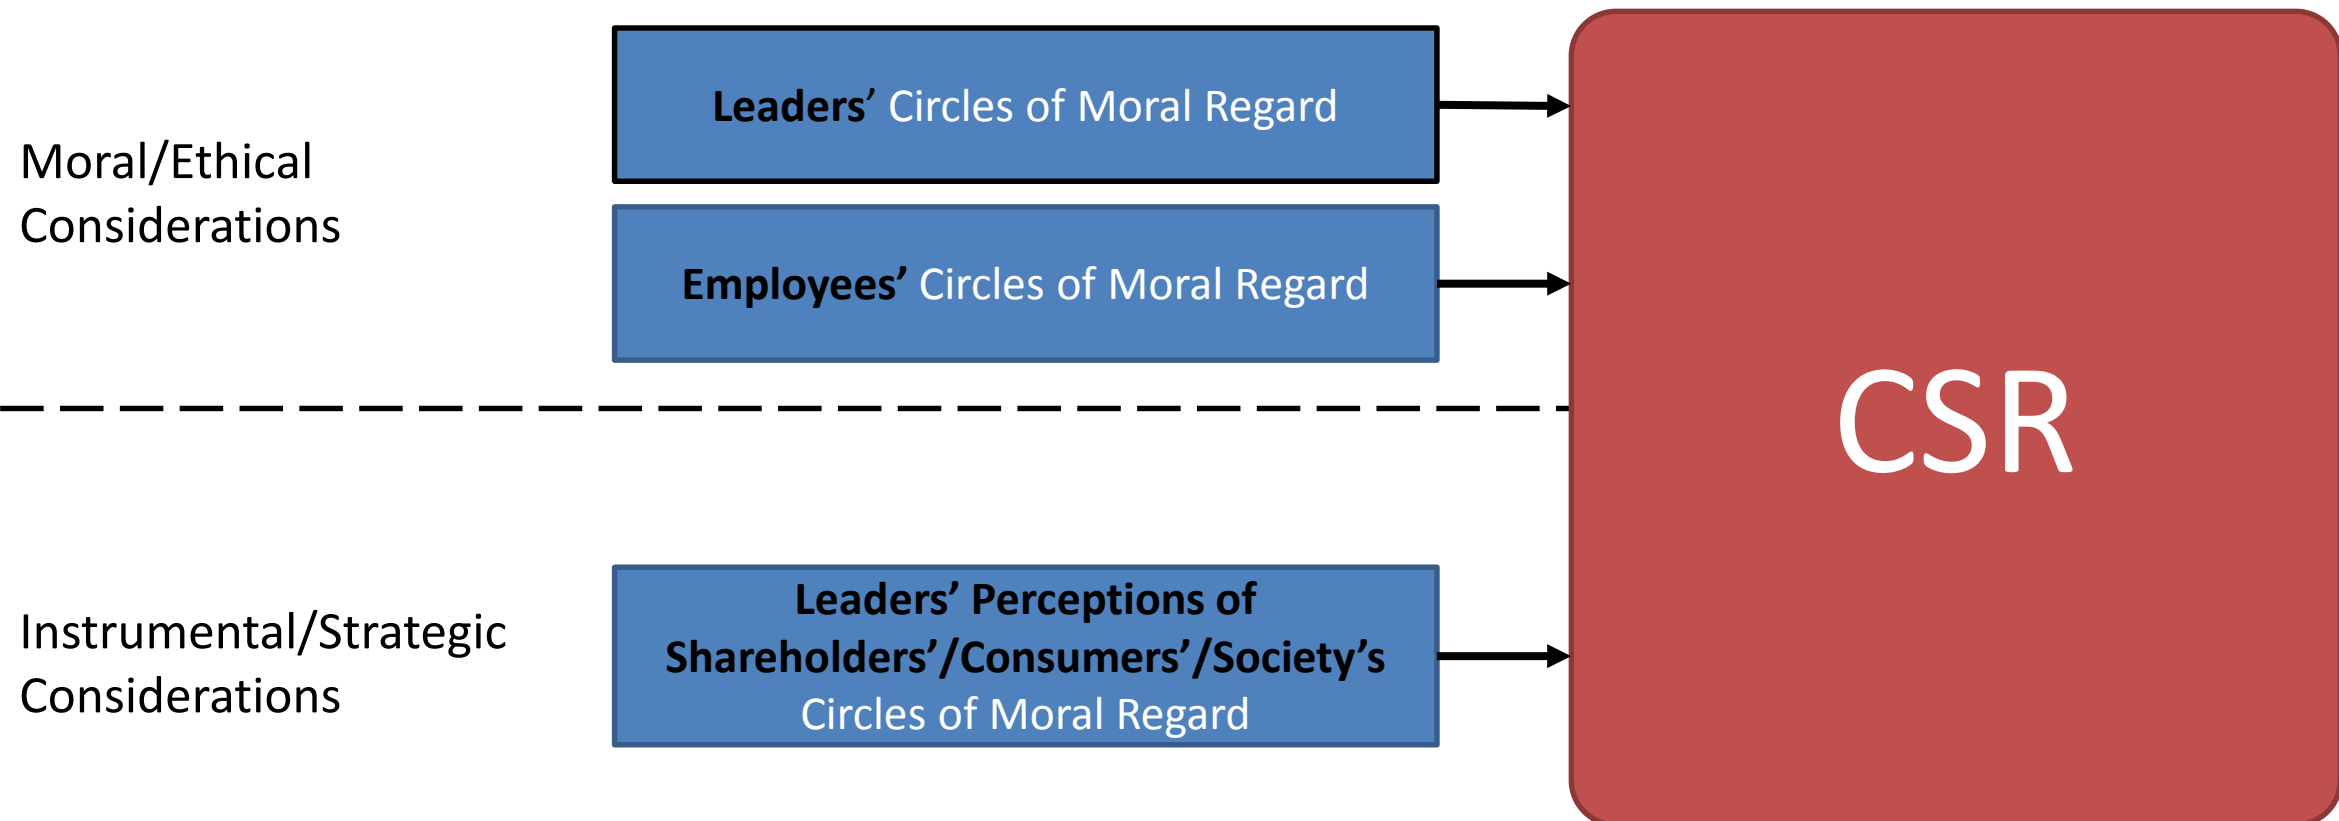 Moral/Ethical
Considerations
Leaders’ Circles of Moral Regard
Employees’ Circles of Moral Regard
CSR
Instrumental/Strategic
Considerations
Leaders’ Perceptions of
Shareholders’/Consumers’/Society’s
Circles of Moral Regard